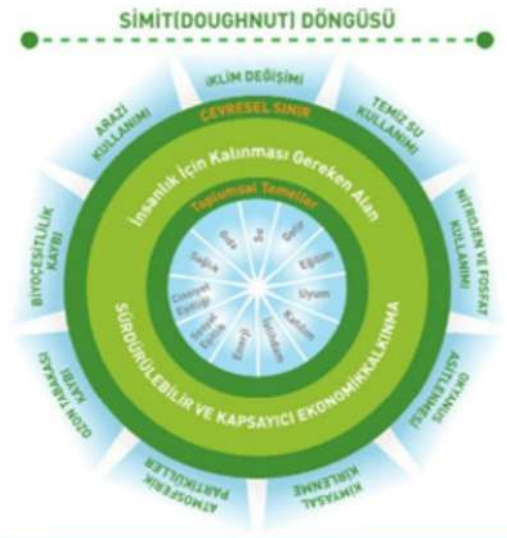 SİMİT(DOUGHNUT) DÖNGÜSÜ
İKLİM DEĞİŞİMİ
TEMİZ SU
KULLANIMI
NİTROJEN VE FOSFAT
KULLANIMI
OKYANUS
ASİTLENMESİ
KİMYASAL
KİRLENME
ATMOSFERİK
PARTİKÜLLER
OZON TABAKASI
KAYBI
BİYOÇEŞİTLİLİK
KAYBI
ARAZİ
KULLANIMI
ÇEVRESEL SINIR
İnsanlık İçin Kalınması Gereken Alan
Toplumsal Temeller
Su
Gelir
Eğitim
Uyum
Katılım
İstihdam
Enerji
Sosyal
Eşitlik
Cinsiyet
Eşitliği
Sağlık
Gıda
SÜRDÜRÜLEBİLİR VE KAPSAYICI EKONOMİKKALKINMA